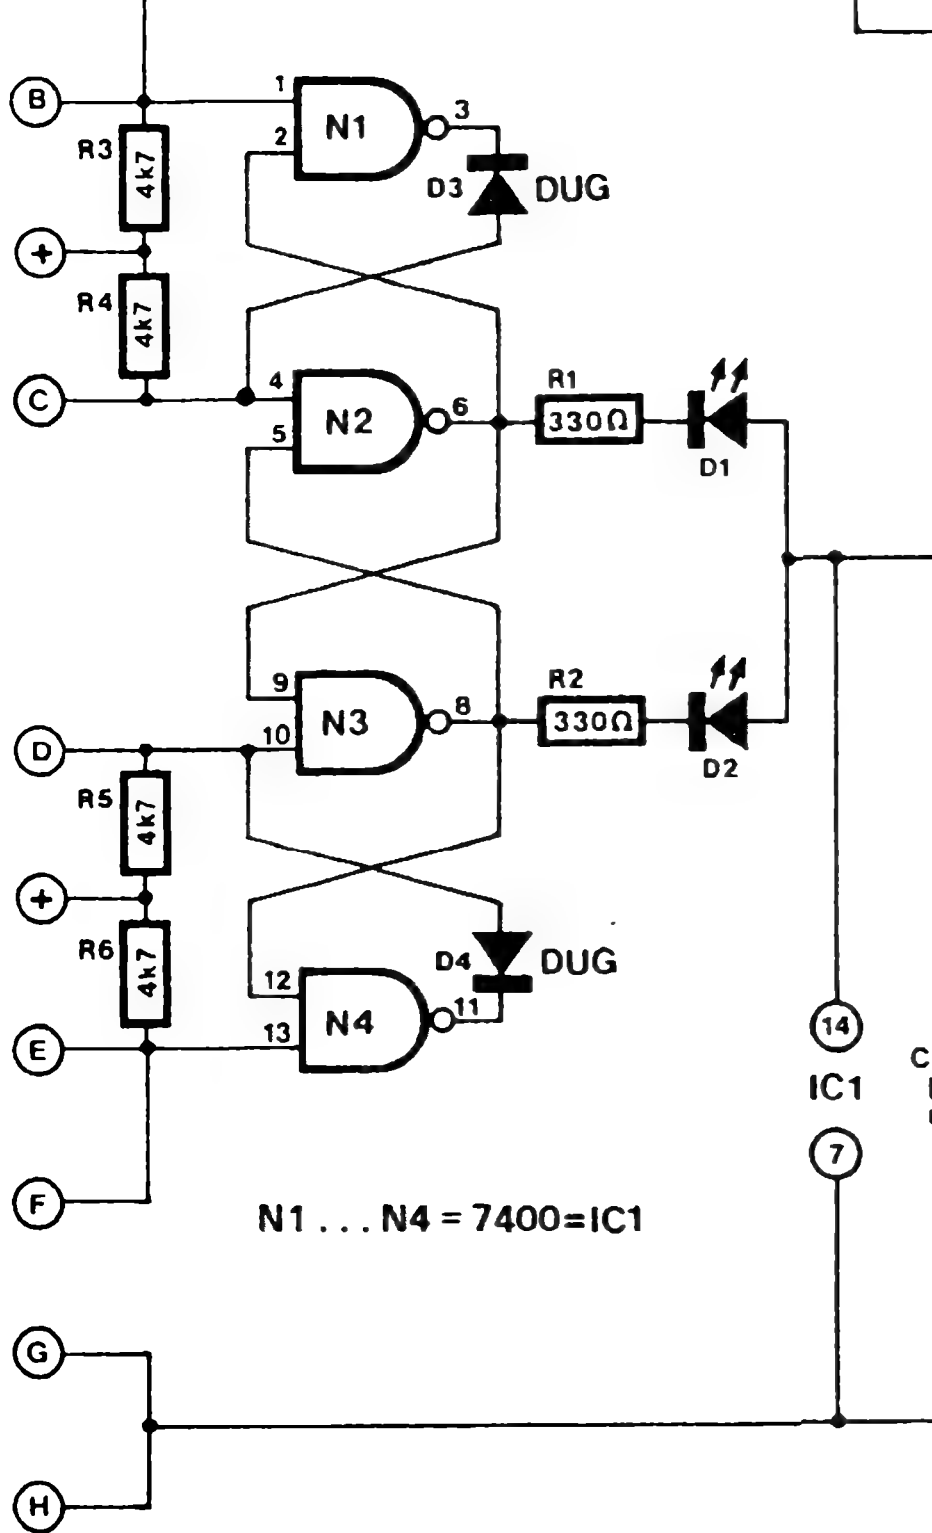 B
1
2
N1
3
R3
4k7
D3
DUG
+
R4
4k7
C
4
5
N2
6
R1
330Ω
D1
9
10
N3
8
R2
330Ω
D2
D
R5
4k7
+
R6
4k7
D4
DUG
12
13
N4
11
E
14
IC1
7
C
F
N1 . . . N4 = 7400=IC1
G
H